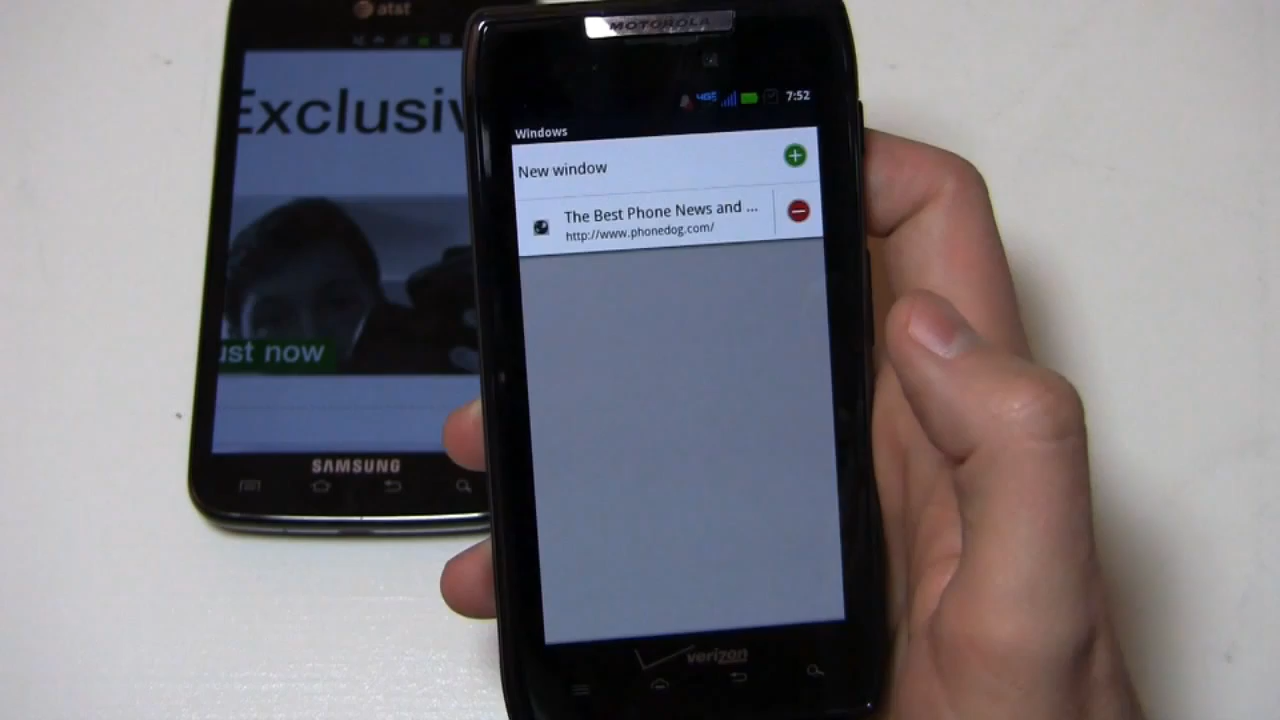 at&t
Exclusiv
ust now
SAMSUNG
MOTOROLA
4G
7:52
Windows
New window
The Best Phone News and ...
http://www.phonedog.com/
verizon